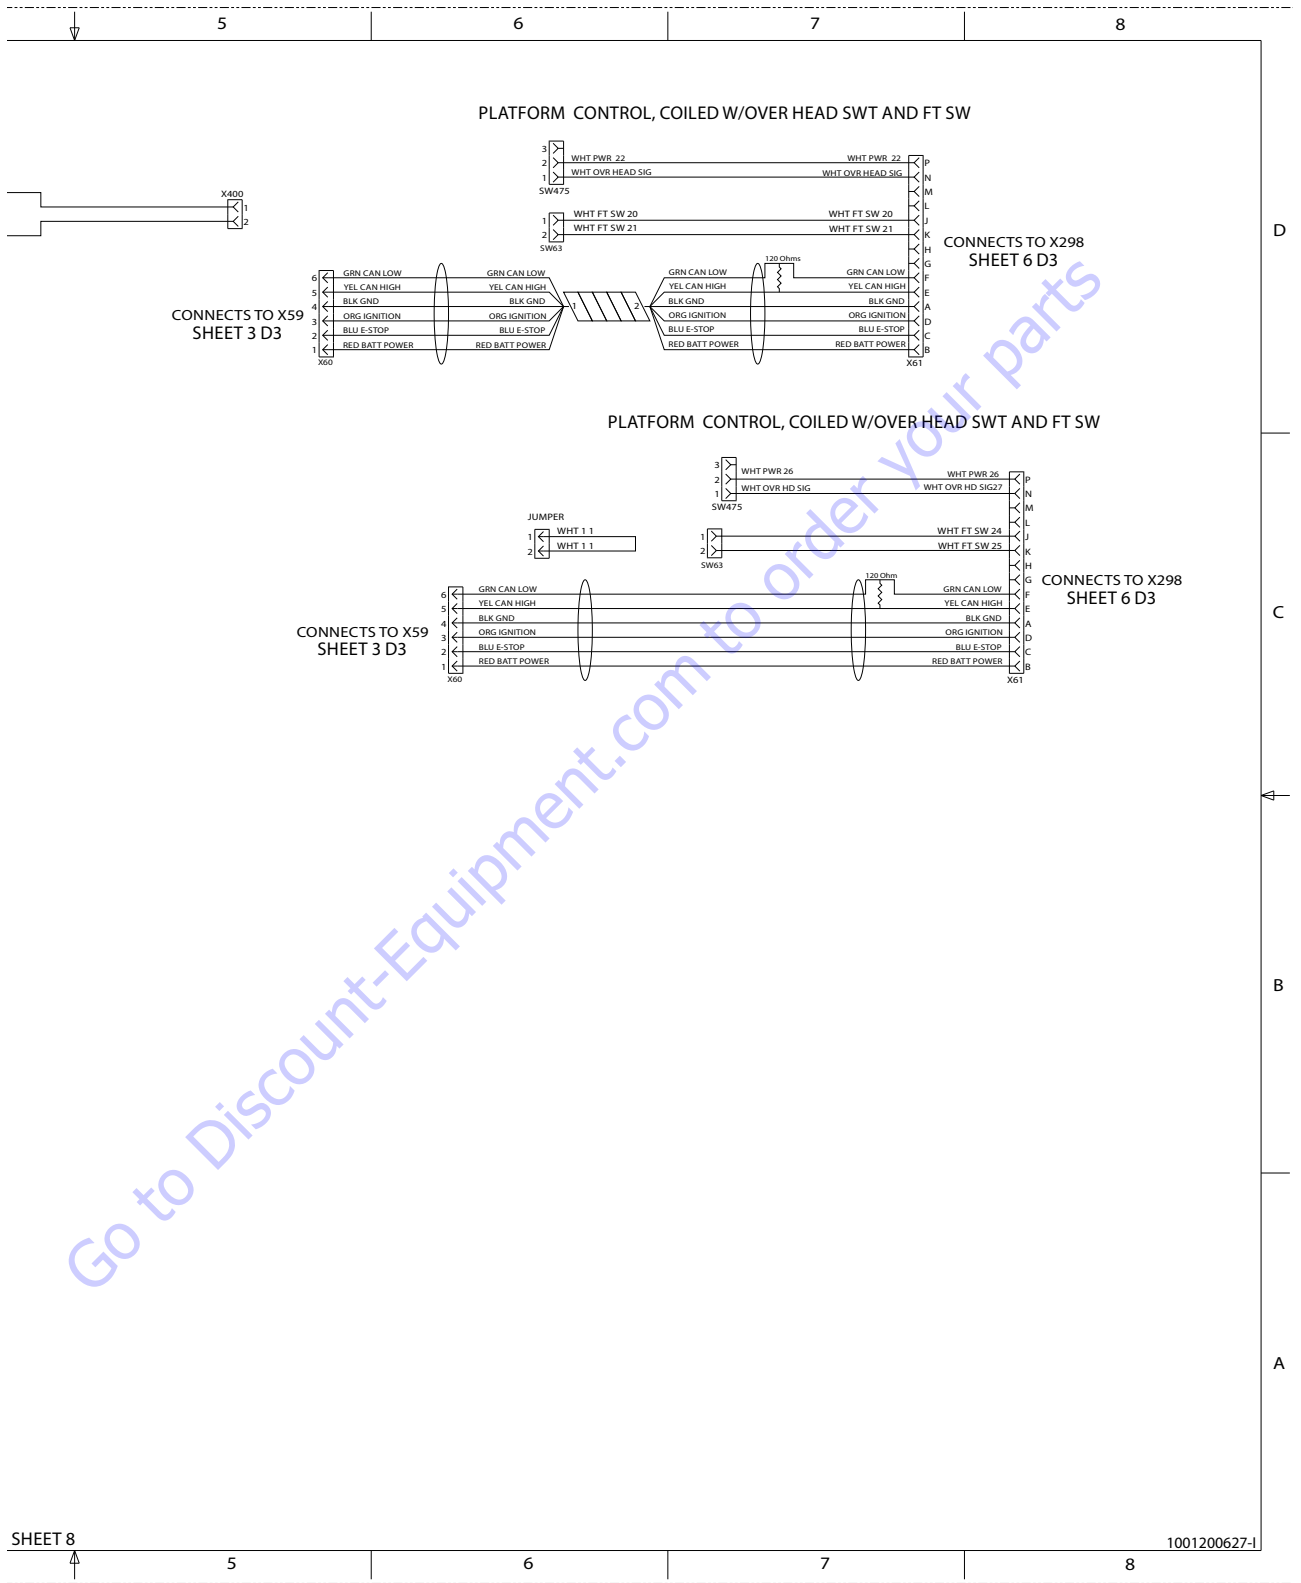 5 6 7 8
PLATFORM CONTROL, COILED W/OVER HEAD SWT AND FT SW
3
2 WHT PWR 22 WHT PWR 22 P
1 WHT OVR HEAD SIG WHT OVR HEAD SIG N
SW475
M
X400
L
1
2
1 WHT FT SW 20 WHT FT SW 20 J
2 WHT FT SW 21 WHT FT SW 21 K
SW63
H
G
D
CONNECTS TO X298
SHEET 6 D3
120 Ohms
6 GRN CAN LOW GRN CAN LOW GRN CAN LOW GRN CAN LOW F
5 YEL CAN HIGH YEL CAN HIGH YEL CAN HIGH YEL CAN HIGH E
4 BLK GND BLK GND 1 2 BLK GND BLK GND A
3 ORG IGNITION ORG IGNITION ORG IGNITION ORG IGNITION D
2 BLU E-STOP BLU E-STOP BLU E-STOP BLU E-STOP C
1 RED BATT POWER RED BATT POWER RED BATT POWER RED BATT POWER B
CONNECTS TO X59
SHEET 3 D3
X60 X61
PLATFORM CONTROL, COILED W/OVER HEAD SWT AND FT SW
3
2 WHT PWR 26 WHT PWR 26 P
1 WHT OVR HD SIG WHT OVR HD SIG27 N
SW475
M
L
JUMPER
1 WHT 1 1
2 WHT 1 1
1 WHT FT SW 24 J
2 WHT FT SW 25 K
SW63
H
G
120 Ohm
CONNECTS TO X298
SHEET 6 D3
C
6 GRN CAN LOW GRN CAN LOW F
5 YEL CAN HIGH YEL CAN HIGH E
4 BLK GND BLK GND A
3 ORG IGNITION ORG IGNITION D
2 BLU E-STOP BLU E-STOP C
1 RED BATT POWER RED BATT POWER B
CONNECTS TO X59
SHEET 3 D3
X60 X61
Go to Discount-Equipment.com to order your parts
B
A
SHEET 8
1001200627-I
5 6 7 8